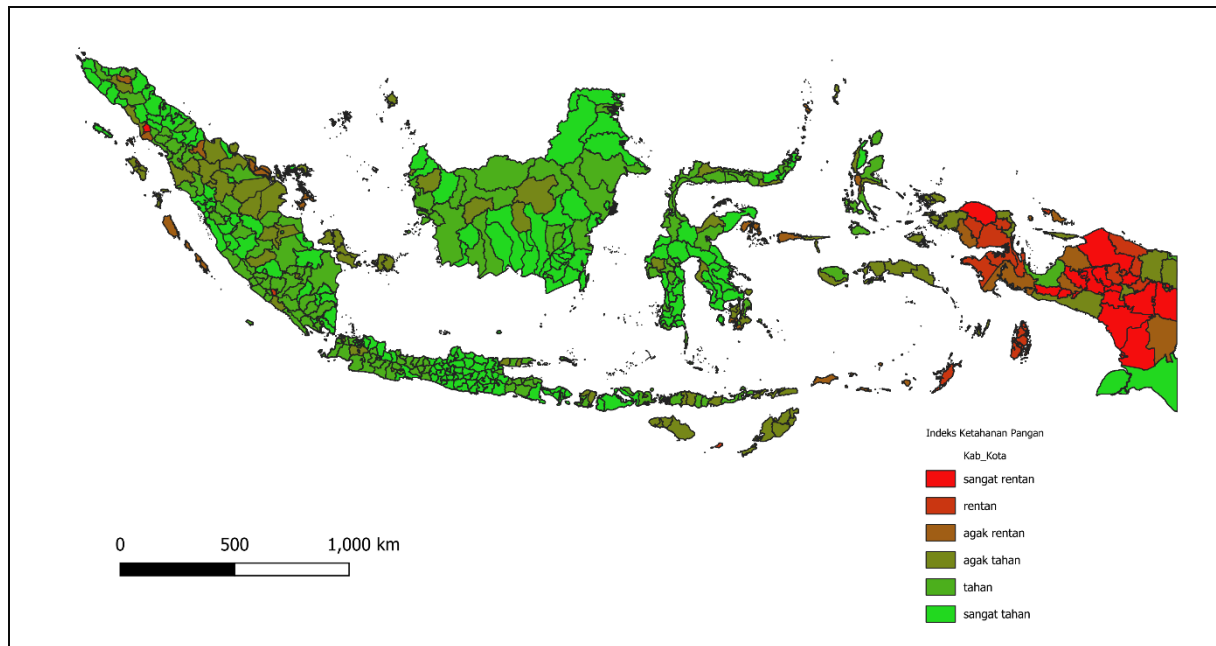 0 500 1,000 km
Indeks Ketahanan Pangan
Kab_Kota
sangat rentan
rentan
agak rentan
agak tahan
tahan
sangat tahan